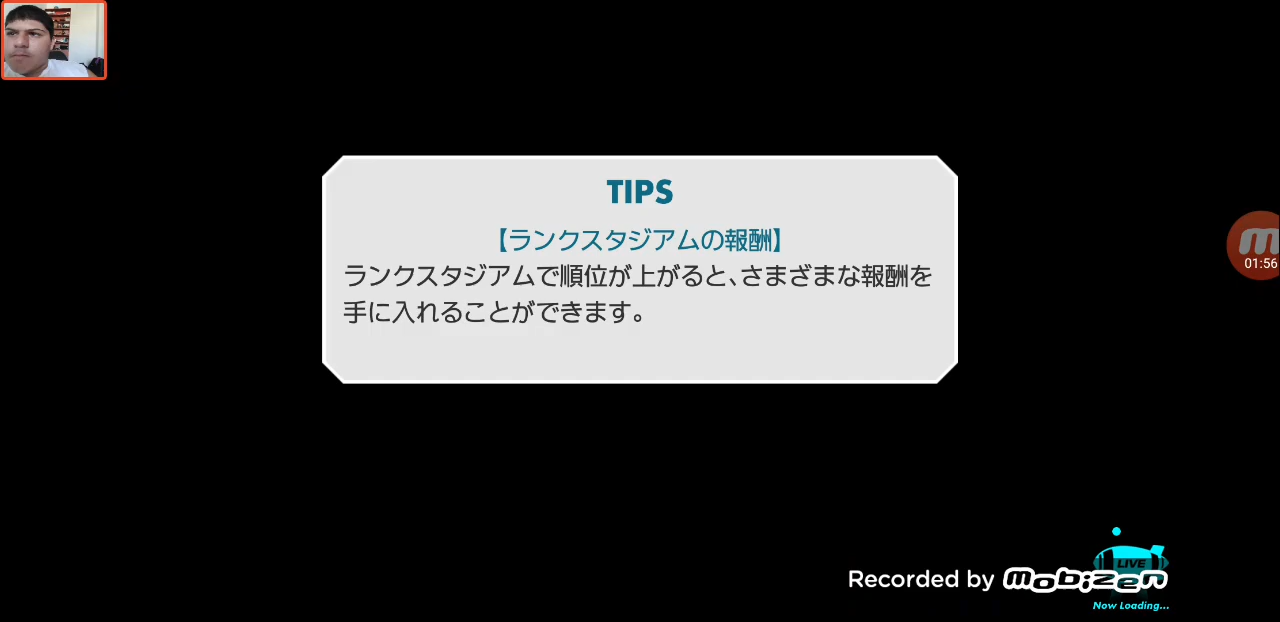 TIPS
【ランクスタジアムの報酬】
ランクスタジアムで順位が上がると、さまざまな報酬を
手に入れることができます。
01:56
LIVE
Recorded by mobizen
Now Loading...